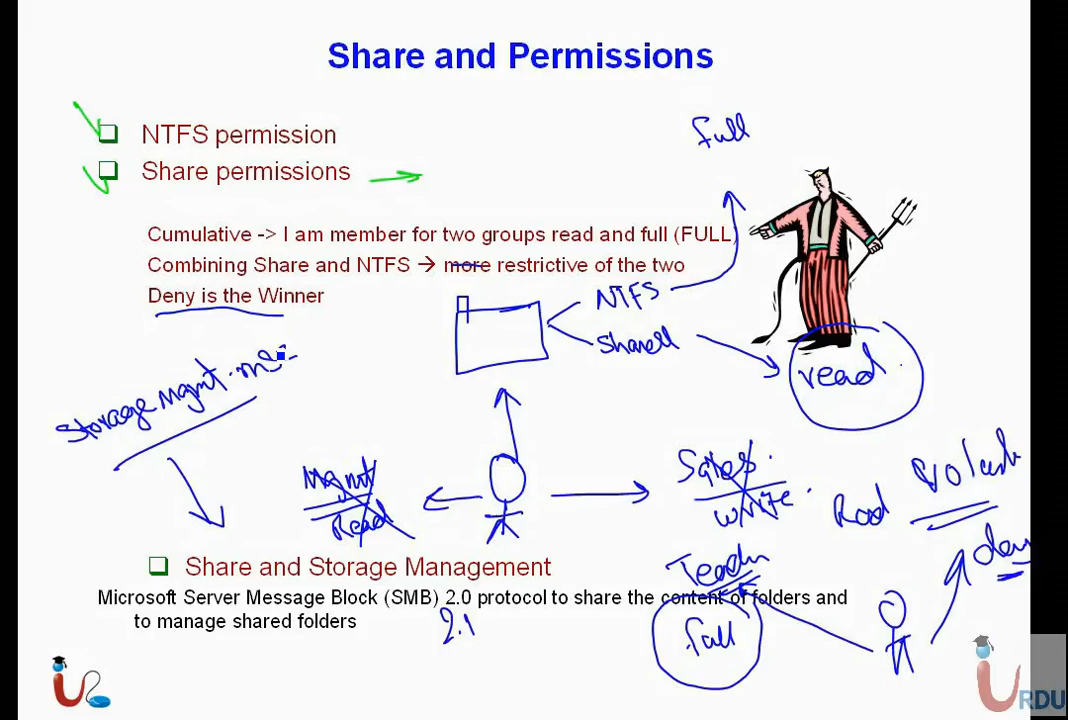 Share and Permissions
NTFS permission
Full
Share permissions
Cumulative -> I am member for two groups read and full (FULL)
Combining Share and NTFS → more restrictive of the two
Deny is the Winner
NTFS
Share
read
Storage Mgmt. msc
Mgmt
Read
Sales
write
Read
deny
Share and Storage Management
Microsoft Server Message Block (SMB) 2.0 protocol to share the content of folders and
to manage shared folders
2.1
full
URDU